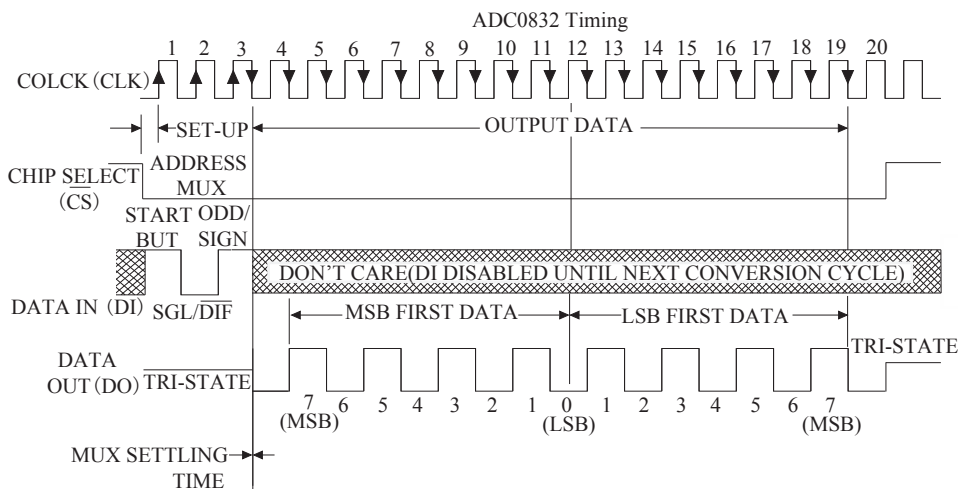 ADC0832 Timing
1 2 3 4 5 6 7 8 9 10 11 12 13 14 15 16 17 18 19 20
COLCK (CLK)
SET-UP
OUTPUT DATA
CHIP SELECT
(CS)
ADDRESS
MUX
START ODD/
BUT SIGN
DON'T CARE(DI DISABLED UNTIL NEXT CONVERSION CYCLE)
DATA IN (DI)
SGL/DIF
MSB FIRST DATA
LSB FIRST DATA
DATA
OUT (DO)
TRI-STATE
TRI-STATE
7 6 5 4 3 2 1 0 1 2 3 4 5 6 7
(MSB) (LSB) (MSB)
MUX SETTLING
TIME